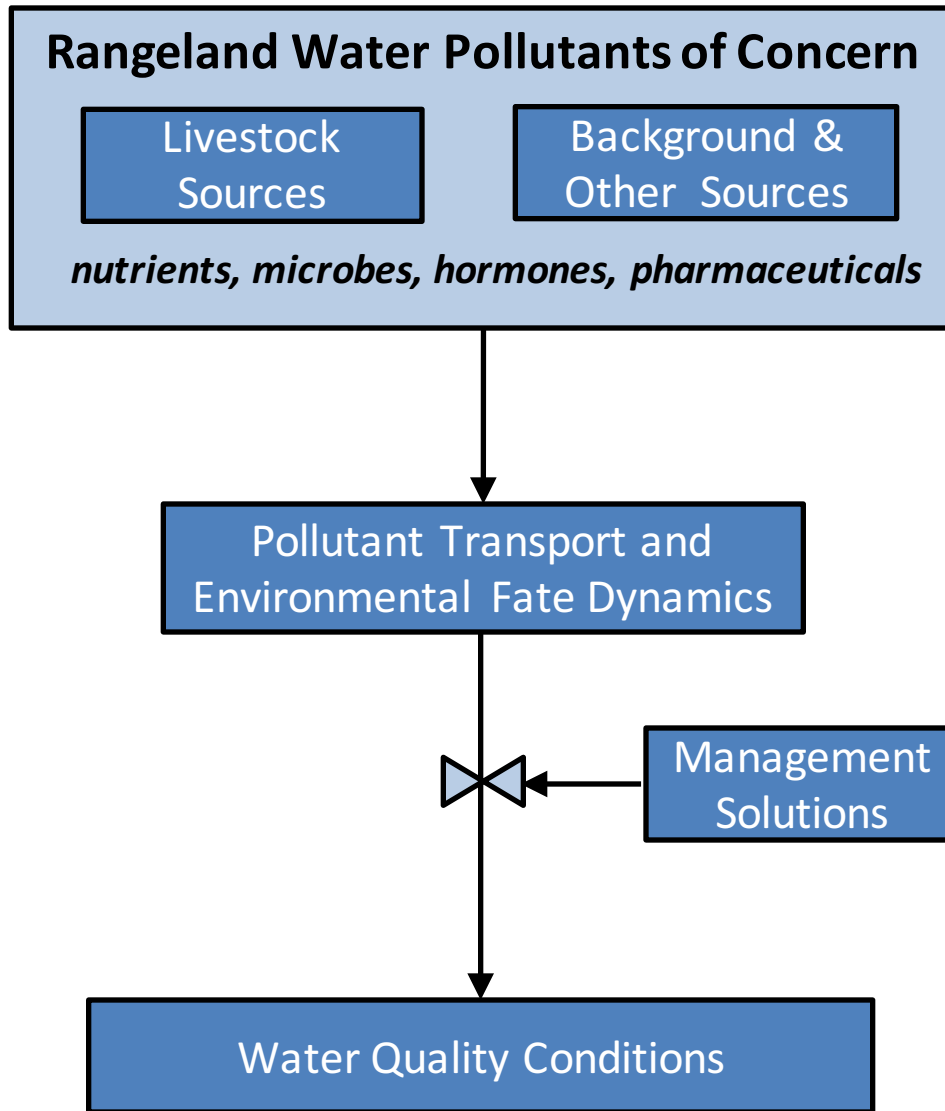 Rangeland Water Pollutants of Concern
Livestock
Sources
Background &
Other Sources
nutrients, microbes, hormones, pharmaceuticals
Pollutant Transport and
Environmental Fate Dynamics
Management
Solutions
Water Quality Conditions